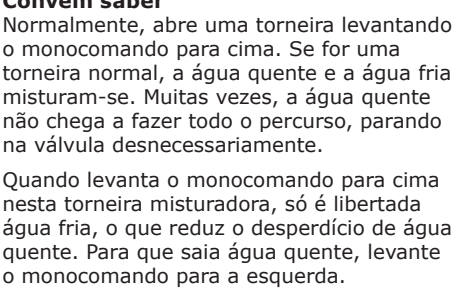 Convém saber
Normalmente, abre uma torneira levantando
o monocomando para cima. Se for uma
torneira normal, a água quente e a água fria
misturam-se. Muitas vezes, a água quente
não chega a fazer todo o percurso, parando
na válvula desnecessariamente.
Quando levanta o monocomando para cima
nesta torneira misturadora, só é libertada
água fria, o que reduz o desperdício de água
quente. Para que saia água quente, levante
o monocomando para a esquerda.